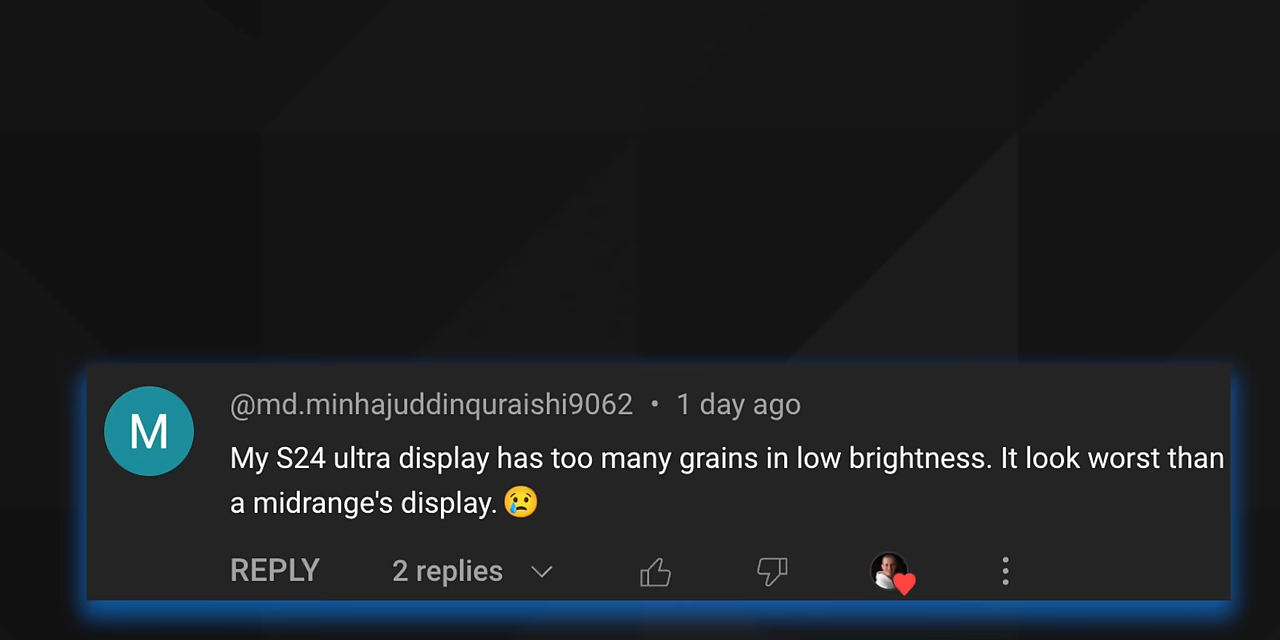 M
@md.minhajuddinquraishi9062 • 1 day ago
My S24 ultra display has too many grains in low brightness. It look worst than
a midrange's display. 😢
REPLY 2 replies